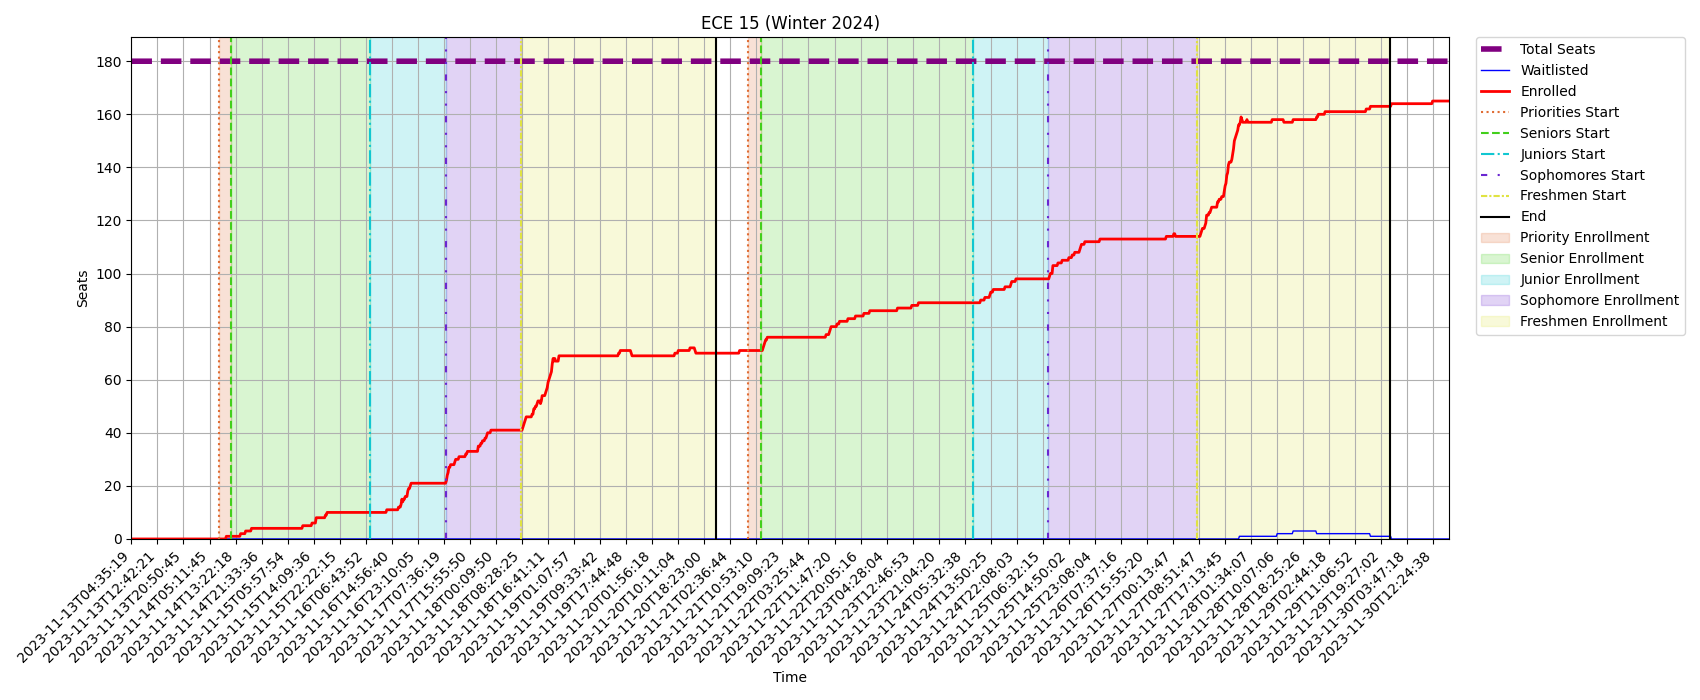 ECE 15 (Winter 2024)
Seats
180
160
140
120
100
80
60
40
20
0
2023-11-13T04:35:19
2023-11-13T12:42:21
2023-11-13T20:50:45
2023-11-14T05:11:45
2023-11-14T13:22:18
2023-11-14T21:33:36
2023-11-15T05:57:54
2023-11-15T14:09:36
2023-11-15T22:22:15
2023-11-16T06:43:52
2023-11-16T14:56:40
2023-11-16T23:10:05
2023-11-17T07:36:19
2023-11-17T15:55:50
2023-11-18T00:09:50
2023-11-18T08:28:25
2023-11-18T16:41:11
2023-11-19T01:07:57
2023-11-19T09:33:42
2023-11-19T17:44:48
2023-11-20T01:56:18
2023-11-20T10:11:04
2023-11-20T18:23:00
2023-11-21T02:36:44
2023-11-21T10:53:10
2023-11-21T19:09:23
2023-11-22T03:25:44
2023-11-22T11:47:20
2023-11-22T20:05:16
2023-11-23T04:28:04
2023-11-23T12:46:53
2023-11-23T21:04:20
2023-11-24T05:32:38
2023-11-24T13:50:25
2023-11-24T22:08:03
2023-11-25T06:32:15
2023-11-25T14:50:02
2023-11-25T23:08:04
2023-11-26T07:37:16
2023-11-26T15:55:20
2023-11-27T00:13:47
2023-11-27T08:51:47
2023-11-27T17:13:45
2023-11-28T01:34:07
2023-11-28T10:07:06
2023-11-28T18:25:26
2023-11-29T02:44:18
2023-11-29T11:06:52
2023-11-29T19:27:02
2023-11-30T03:47:18
2023-11-30T12:24:38
Time
Total Seats
Waitlisted
Enrolled
Priorities Start
Seniors Start
Juniors Start
Sophomores Start
Freshmen Start
End
Priority Enrollment
Senior Enrollment
Junior Enrollment
Sophomore Enrollment
Freshmen Enrollment